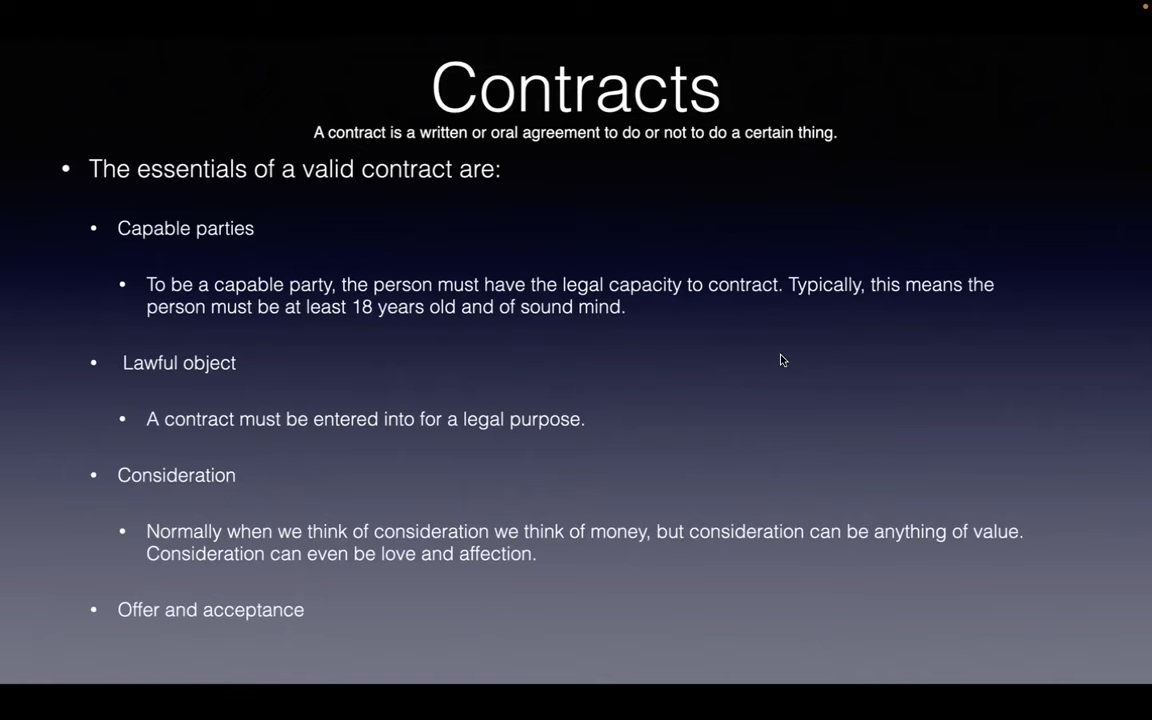 Contracts
A contract is a written or oral agreement to do or not to do a certain thing.
• The essentials of a valid contract are:
• Capable parties
• To be a capable party, the person must have the legal capacity to contract. Typically, this means the
person must be at least 18 years old and of sound mind.
• Lawful object
• A contract must be entered into for a legal purpose.
• Consideration
• Normally when we think of consideration we think of money, but consideration can be anything of value.
Consideration can even be love and affection.
• Offer and acceptance